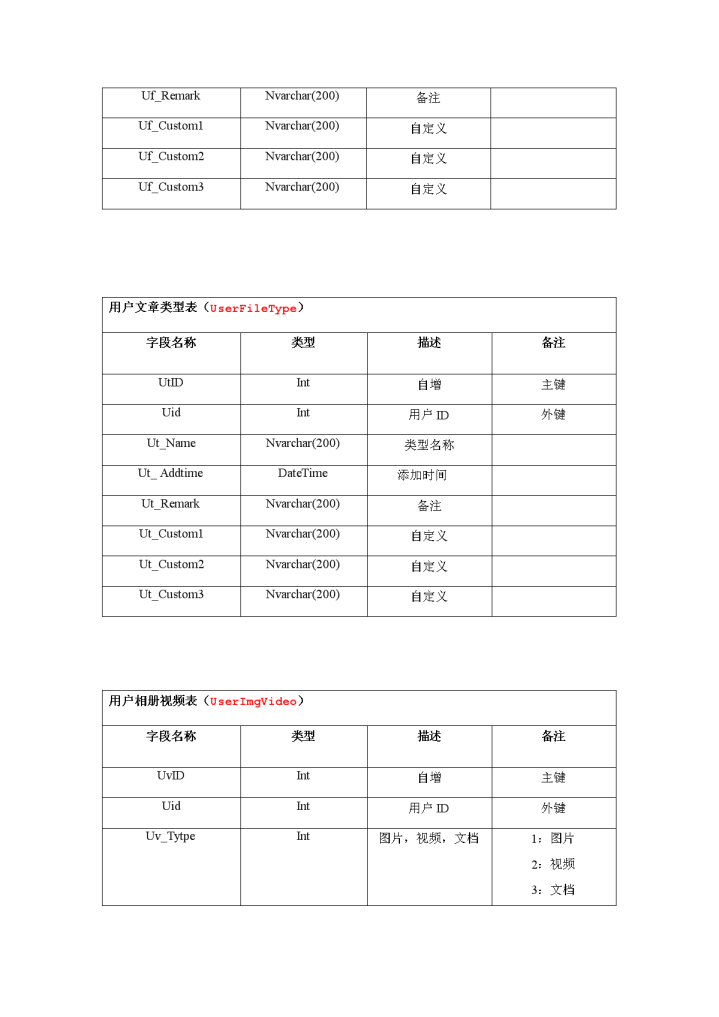 Uf_Remark Nvarchar(200) 备注
Uf_Custom1 Nvarchar(200) 自定义
Uf_Custom2 Nvarchar(200) 自定义
Uf_Custom3 Nvarchar(200) 自定义
用户文章类型表（UserFileType）
字段名称 类型 描述 备注
UtID Int 自增 主键
Uid Int 用户 ID 外键
Ut_Name Nvarchar(200) 类型名称
Ut_ Addtime DateTime 添加时间
Ut_Remark Nvarchar(200) 备注
Ut_Custom1 Nvarchar(200) 自定义
Ut_Custom2 Nvarchar(200) 自定义
Ut_Custom3 Nvarchar(200) 自定义
用户相册视频表（UserImgVideo）
字段名称 类型 描述 备注
UvID Int 自增 主键
Uid Int 用户 ID 外键
Uv_Tytpe Int 图片，视频，文档 1：图片
2：视频
3：文档